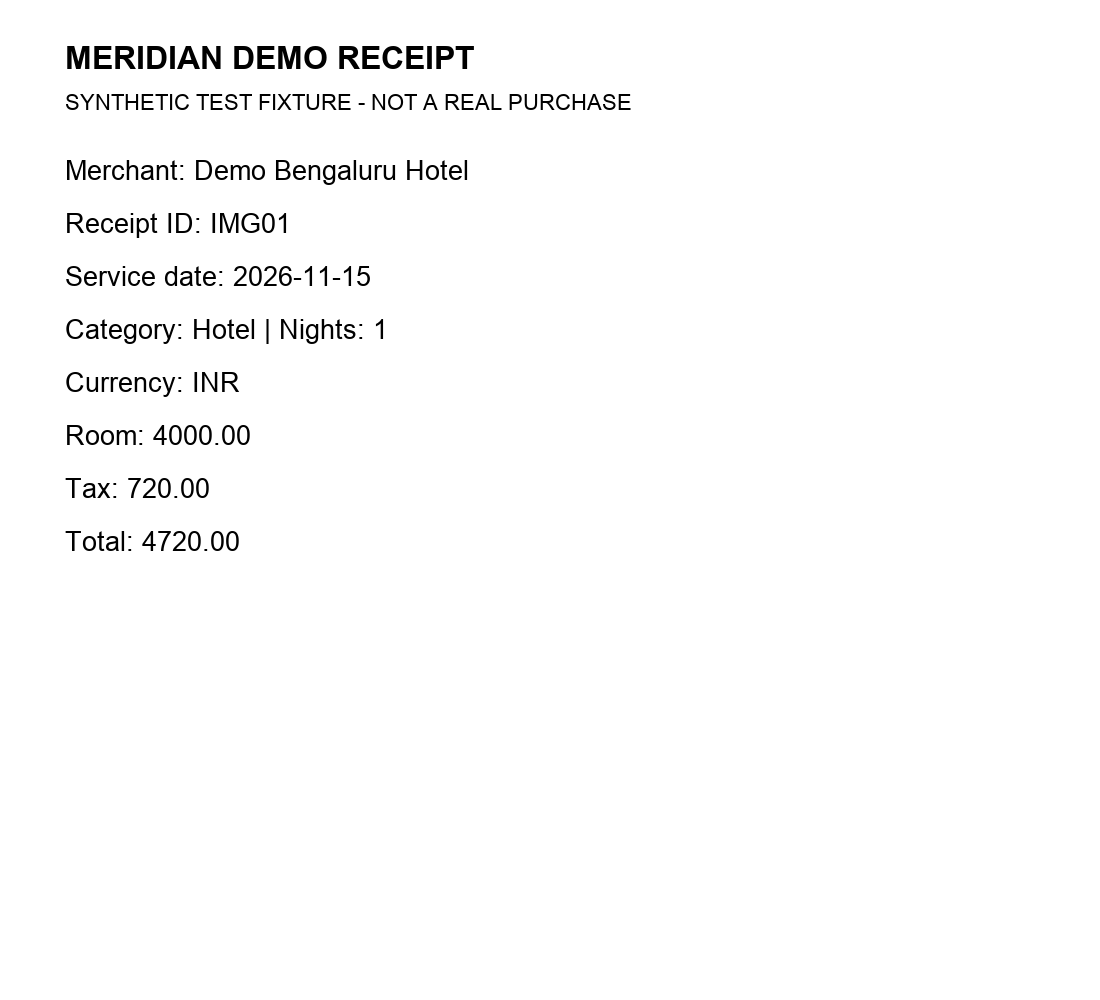 MERIDIAN DEMO RECEIPT
SYNTHETIC TEST FIXTURE - NOT A REAL PURCHASE
Merchant: Demo Bengaluru Hotel
Receipt ID: IMG01
Service date: 2026-11-15
Category: Hotel | Nights: 1
Currency: INR
Room: 4000.00
Tax: 720.00
Total: 4720.00